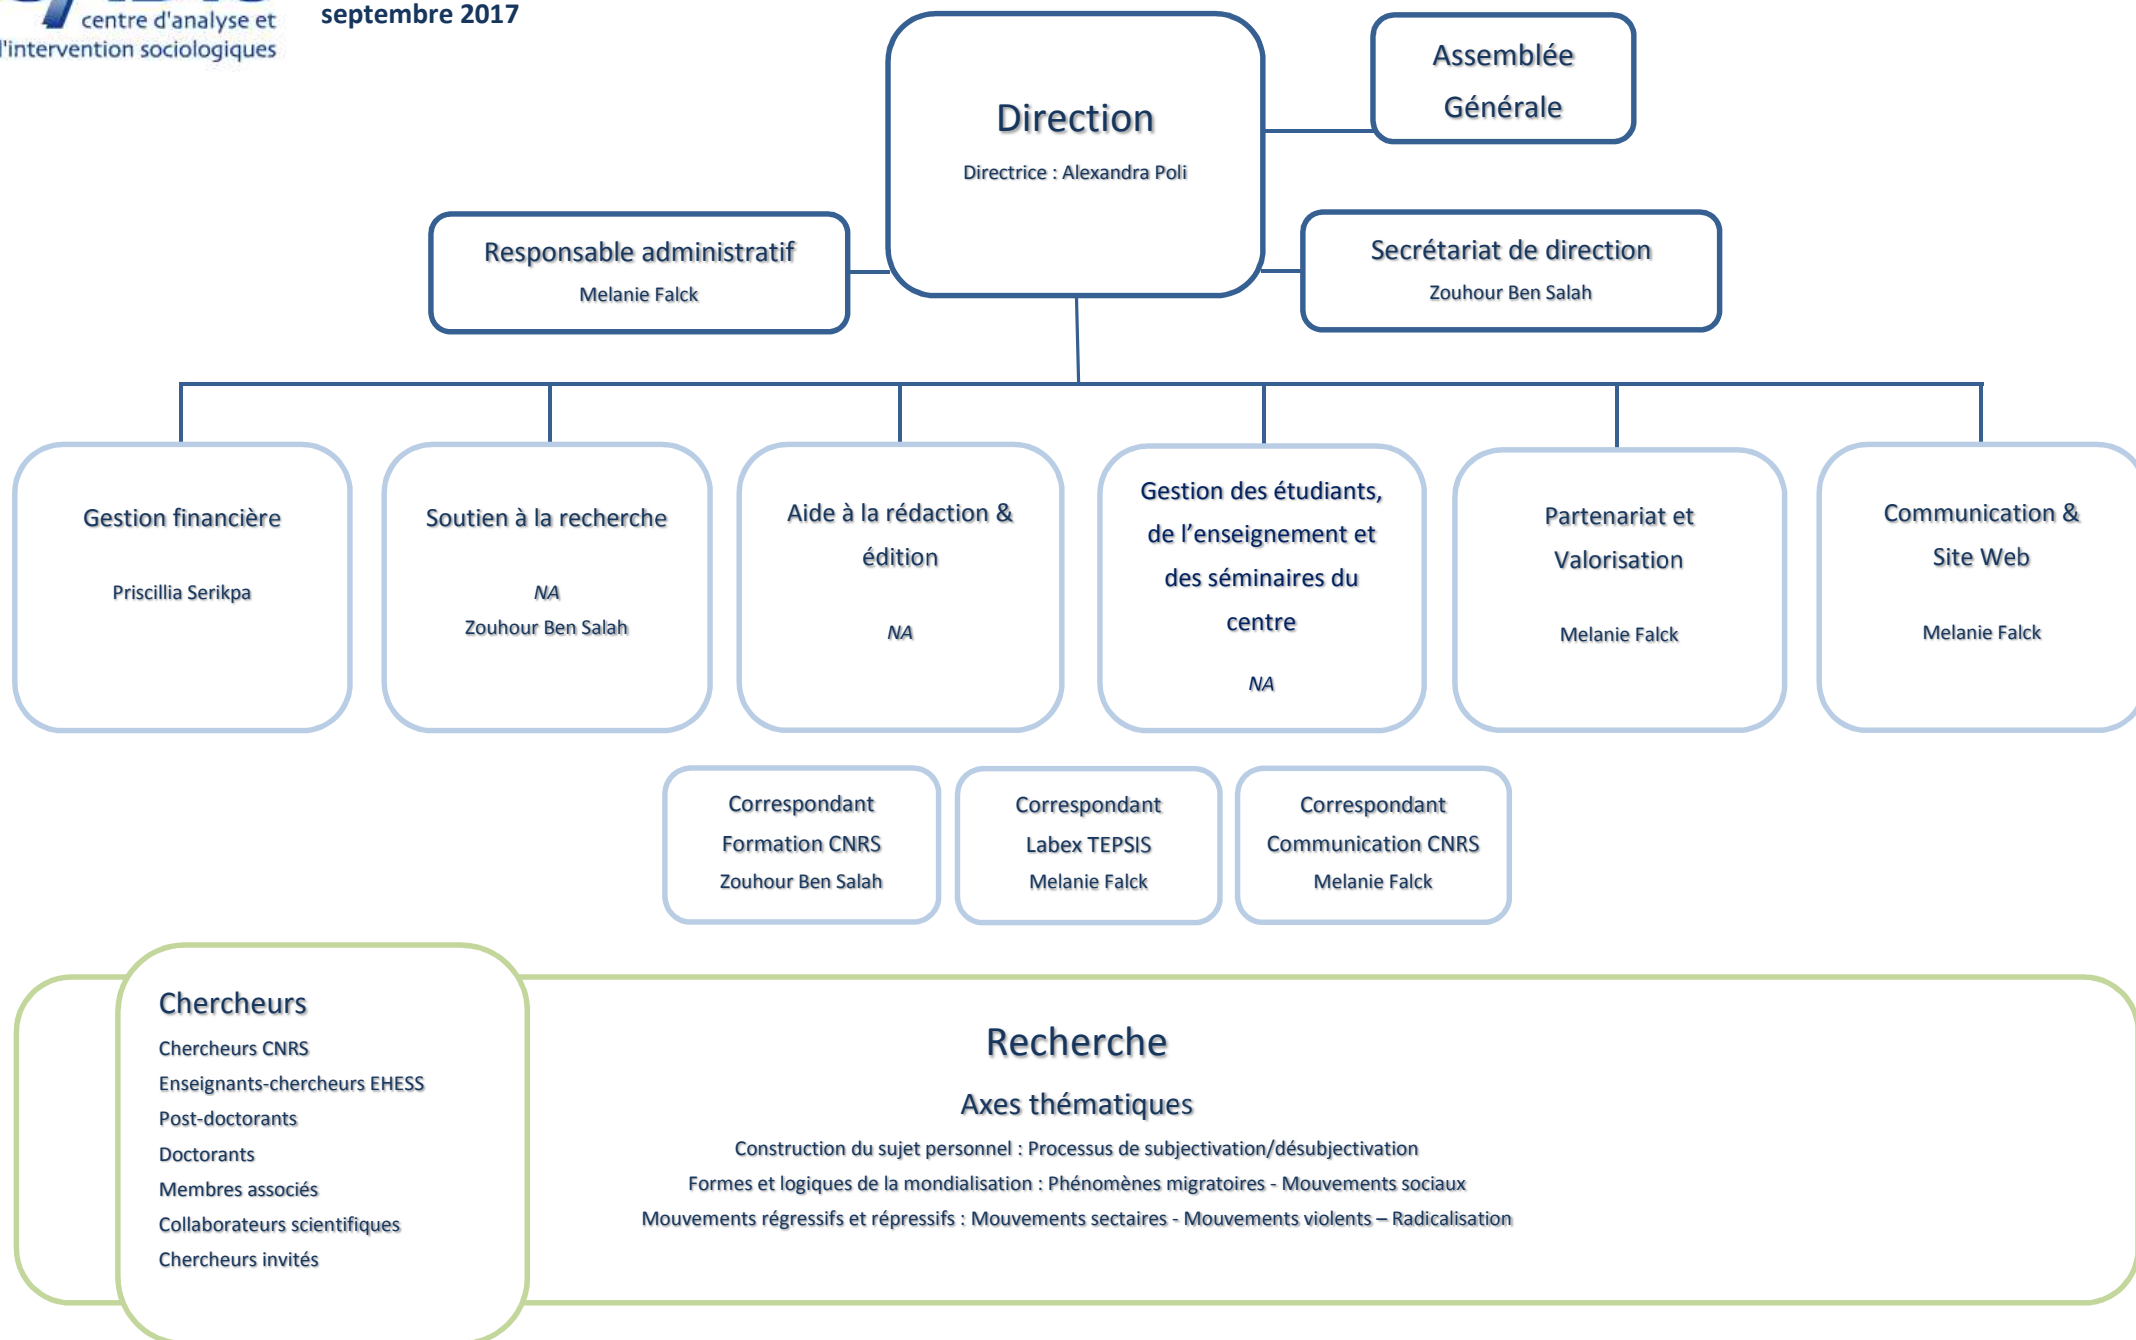 centre d'analyse et
d'intervention sociologiques
septembre 2017
Direction
Directrice : Alexandra Poli
Assemblée
Générale
Responsable administratif
Melanie Falck
Secrétariat de direction
Zouhour Ben Salah
Gestion financière
Priscillia Serikpa
Soutien à la recherche
NA
Zouhour Ben Salah
Aide à la rédaction &
édition
NA
Gestion des étudiants,
de l’enseignement et
des séminaires du
centre
NA
Partenariat et
Valorisation
Melanie Falck
Communication &
Site Web
Melanie Falck
Correspondant
Formation CNRS
Zouhour Ben Salah
Correspondant
Labex TEPSIS
Melanie Falck
Correspondant
Communication CNRS
Melanie Falck
Chercheurs
Chercheurs CNRS
Enseignants-chercheurs EHESS
Post-doctorants
Doctorants
Membres associés
Collaborateurs scientifiques
Chercheurs invités
Recherche
Axes thématiques
Construction du sujet personnel : Processus de subjectivation/désubjectivation
Formes et logiques de la mondialisation : Phénomènes migratoires - Mouvements sociaux
Mouvements régressifs et répressifs : Mouvements sectaires - Mouvements violents – Radicalisation